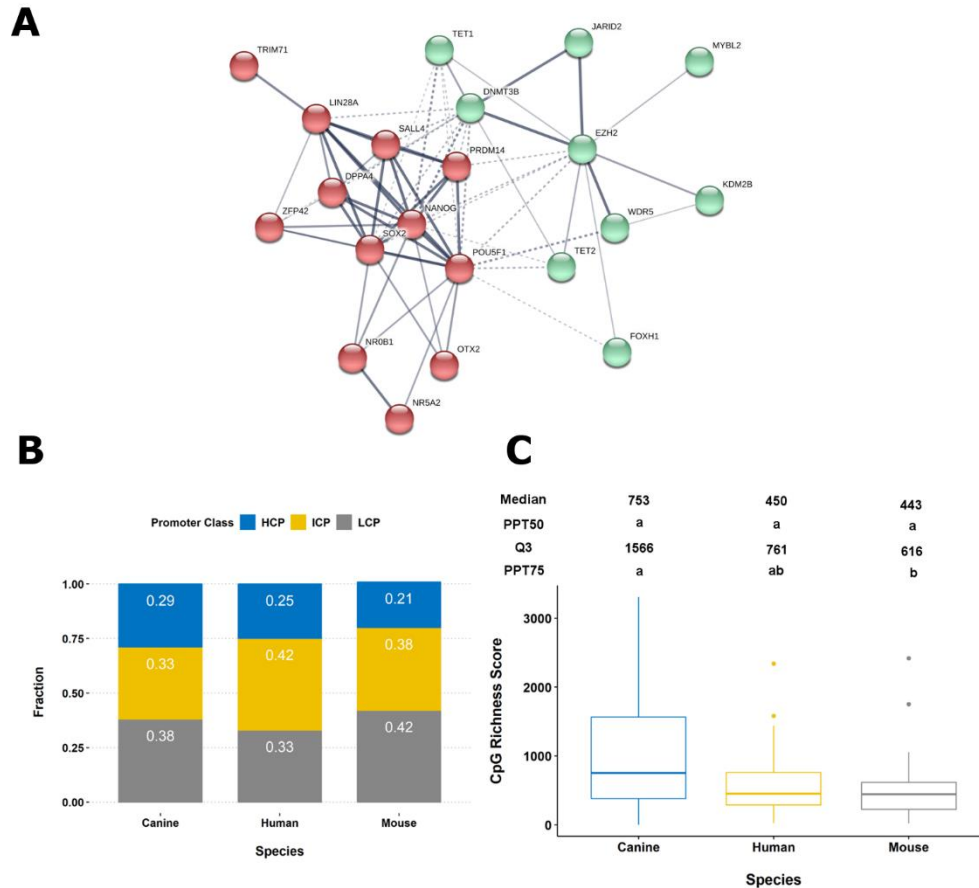 A
TET1
JARID2
MYBL2
TRIM71
DNMT3B
LIN28A
SALL4
EZH2
PRDM14
DPPA4
KDM2B
NANOG
ZFP42
WDR5
SOX2
POU5F1
TET2
FOXH1
NR0B1
OTX2
NR5A2
B
Promoter Class HCP ICP LCP
1.00
0.75
0.50
0.25
0.00
Fraction
0.29 0.25 0.21
0.33 0.42 0.38
0.38 0.33 0.42
Canine Human Mouse
Species
C
Median 753 450 443
PPT50 a a a
Q3 1566 761 616
PPT75 a ab b
3000
2000
1000
0
CpG Richness Score
Canine Human Mouse
Species